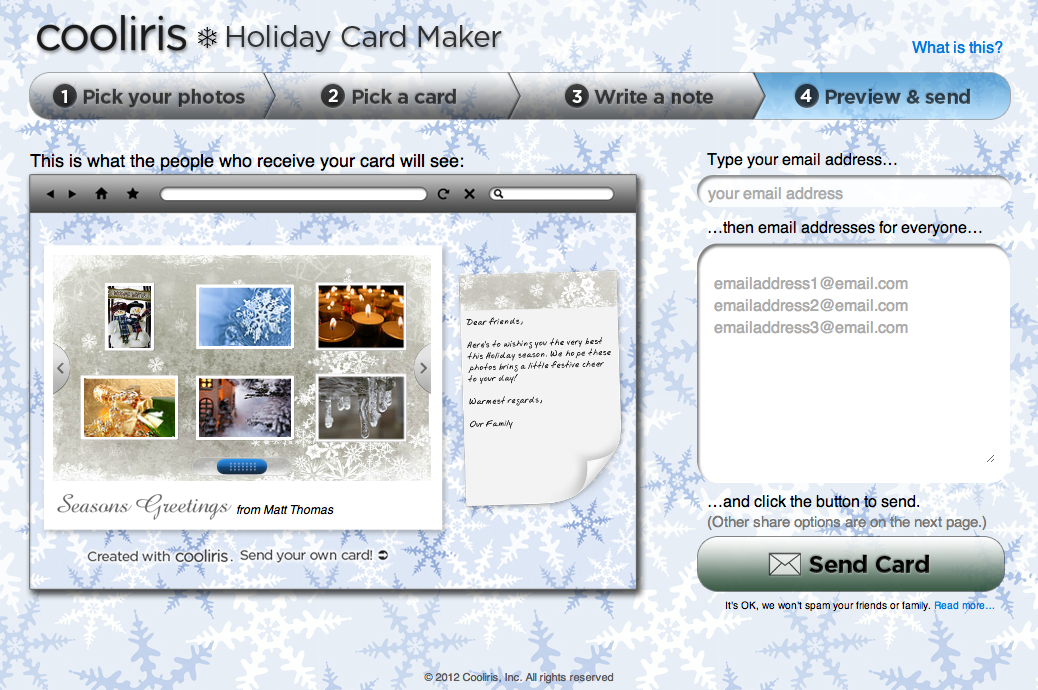 cooliris Holiday Card Maker
What is this?
1 Pick your photos
2 Pick a card
3 Write a note
4 Preview & send
This is what the people who receive your card will see:
Dear friends,
Here's to wishing you the very best
this Holiday season. We hope these
photos bring a little festive cheer
to your day!
Warmest regards,
Our Family
Seasons Greetings from Matt Thomas
Created with cooliris. Send your own card!
Type your email address…
your email address
…then email addresses for everyone…
emailaddress1@email.com
emailaddress2@email.com
emailaddress3@email.com
…and click the button to send.
(Other share options are on the next page.)
Send Card
It's OK, we won't spam your friends or family. Read more…
© 2012 Cooliris, Inc. All rights reserved